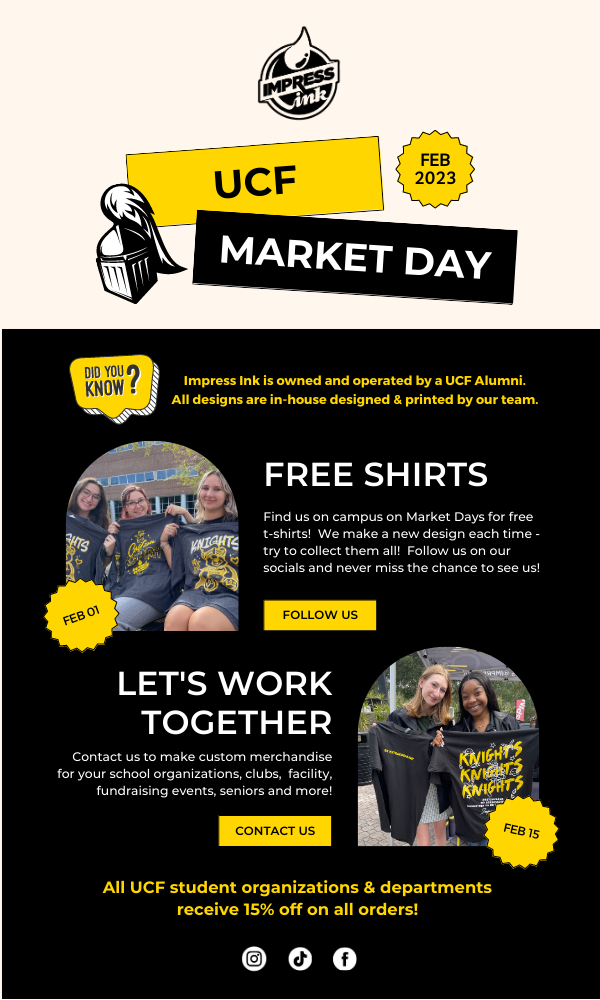 IMPRESS
ink
UCF
FEB
2023
MARKET DAY
DID YOU
KNOW?
Impress Ink is owned and operated by a UCF Alumni.
All designs are in-house designed & printed by our team.
FREE SHIRTS
Find us on campus on Market Days for free
t-shirts!  We make a new design each time -
try to collect them all!  Follow us on our
socials and never miss the chance to see us!
FOLLOW US
KNIGHTS
FEB 01
LET'S WORK
TOGETHER
Contact us to make custom merchandise
for your school organizations, clubs,  facility,
fundraising events, seniors and more!
CONTACT US
KNIGHTS
KNIGHTS
KNIGHTS
FEB 15
All UCF student organizations & departments
receive 15% off on all orders!